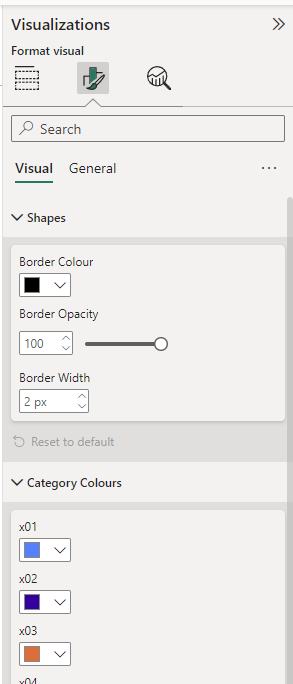 Visualizations
Format visual
Search
Visual General
Shapes
Border Colour
Border Opacity
100
Border Width
2 px
Reset to default
Category Colours
x01
x02
x03
x04